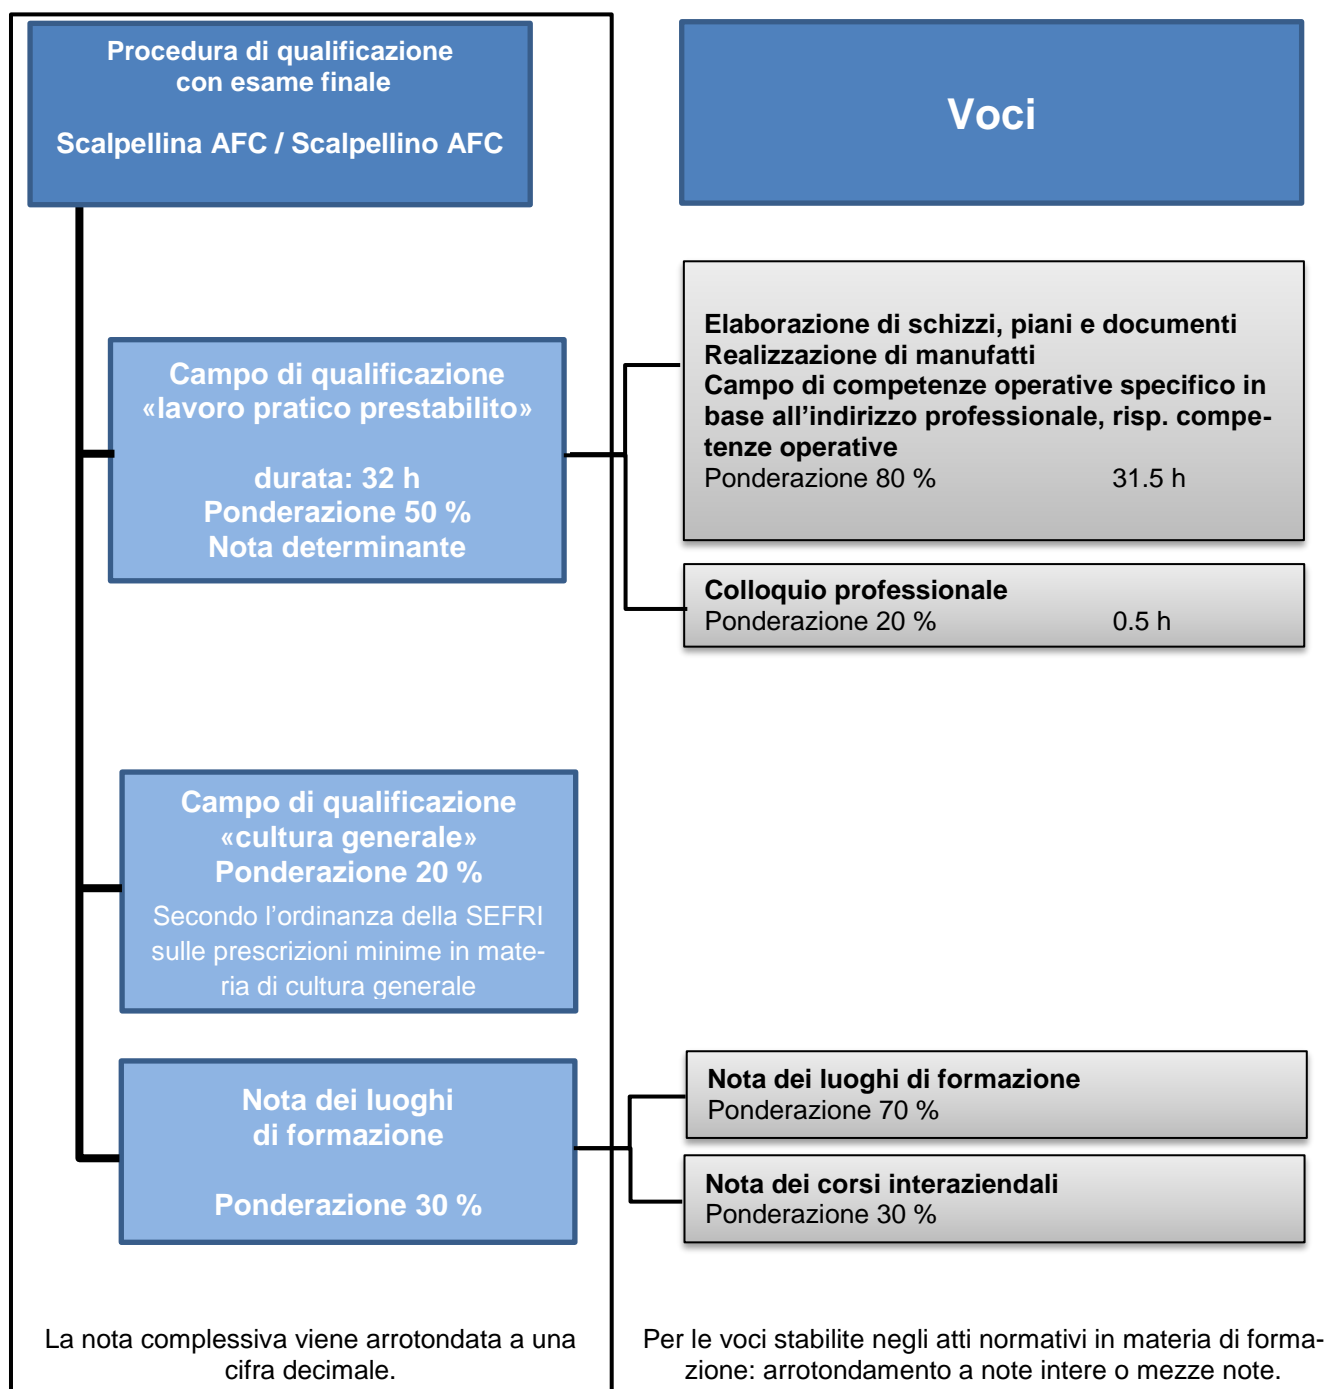 Procedura di qualificazione
con esame finale
Scalpellina AFC / Scalpellino AFC
Voci
Campo di qualificazione
«lavoro pratico prestabilito»
durata: 32 h
Ponderazione 50 %
Nota determinante
Elaborazione di schizzi, piani e documenti
Realizzazione di manufatti
Campo di competenze operative specifico in
base all’indirizzo professionale, risp. compe-
tenze operative
Ponderazione 80 % 31.5 h
Colloquio professionale
Ponderazione 20 % 0.5 h
Campo di qualificazione
«cultura generale»
Ponderazione 20 %
Secondo l’ordinanza della SEFRI
sulle prescrizioni minime in mate-
ria di cultura generale
Nota dei luoghi
di formazione
Ponderazione 30 %
Nota dei luoghi di formazione
Ponderazione 70 %
Nota dei corsi interaziendali
Ponderazione 30 %
La nota complessiva viene arrotondata a una
cifra decimale.
Per le voci stabilite negli atti normativi in materia di forma-
zione: arrotondamento a note intere o mezze note.